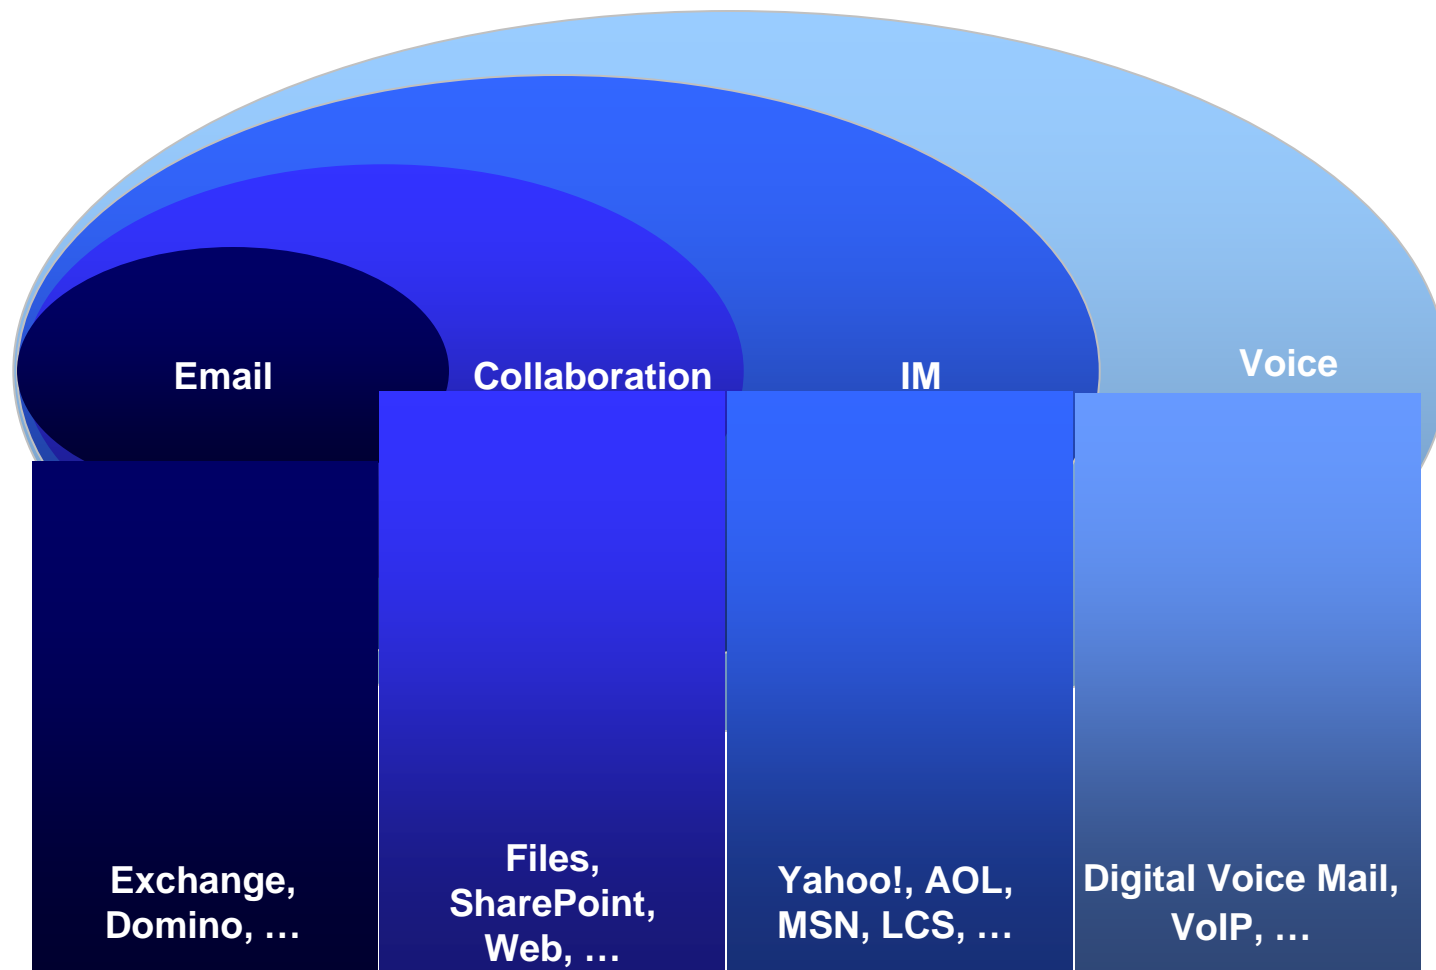 Email
Collaboration
IM
Voice
Exchange,
Domino, …
Files,
SharePoint,
Web, …
Yahoo!, AOL,
MSN, LCS, …
Digital Voice Mail,
VoIP, …